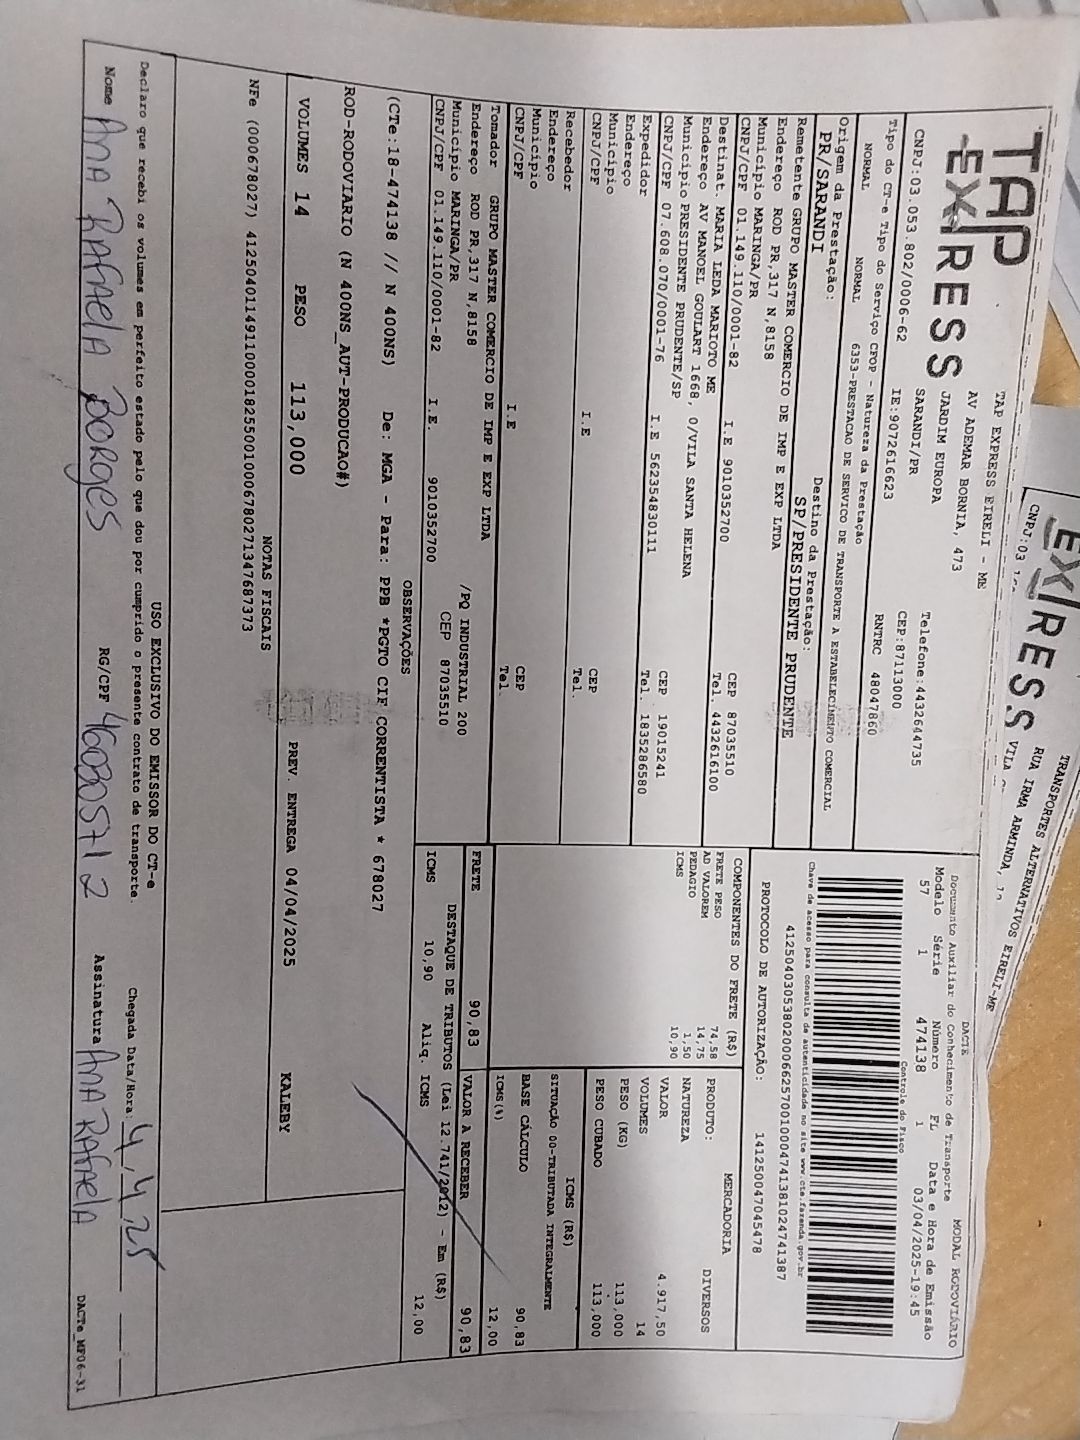 TAP
EXPRESS
TAP EXPRESS EIRELI - ME
AV ADEMAR BORNIA, 473
JARDIM EUROPA
SARANDI/PR
Telefone:4432644735
CEP:87113000
CNPJ:03.053.802/0006-62
IE:9072616623
RNTRC 48047860
DACTE
Documento Auxiliar do Conhecimento de Transporte
MODAL RODOVIÁRIO
Modelo Série Número FL Data e Hora de Emissão
57 1 474138 1 03/04/2025-19:45
Controle do Fisco
Chave de acesso para consulta de autenticidade no site www.cte.fazenda.gov.br
41250403053802000662570010004741381024741387
PROTOCOLO DE AUTORIZAÇÃO: 141250047045478
Tipo do CT-e Tipo do Serviço CFOP - Natureza da Prestação
NORMAL NORMAL 6353-PRESTACAO DE SERVICO DE TRANSPORTE A ESTABELECIMENTO COMERCIAL
Origem da Prestação: Destino da Prestação:
PR/SARANDI SP/PRESIDENTE PRUDENTE
Remetente GRUPO MASTER COMERCIO DE IMP E EXP LTDA
Endereço ROD PR,317 N,8158
Município MARINGA/PR CEP 87035510
CNPJ/CPF 01.149.110/0001-82 I.E 9010352700 Tel. 4432616100
Destinat. MARIA LEDA MARIOTO ME
Endereço AV MANOEL GOULART 1668, 0/VILA SANTA HELENA
Município PRESIDENTE PRUDENTE/SP CEP 19015241
CNPJ/CPF 07.608.070/0001-76 I.E 562354830111 Tel. 1835286580
Expedidor
Endereço
Município CEP
CNPJ/CPF I.E Tel.
Recebedor
Endereço
Município CEP
CNPJ/CPF I.E Tel
Tomador GRUPO MASTER COMERCIO DE IMP E EXP LTDA
Endereço ROD PR,317 N,8158 /PQ INDUSTRIAL 200
Município MARINGA/PR CEP 87035510
CNPJ/CPF 01.149.110/0001-82 I.E. 9010352700
COMPONENTES DO FRETE (R$)
FRETE PESO 74,58
AD VALOREM 14,75
PEDAGIO 1,50
ICMS 10,90
FRETE 90,83
MERCADORIA
PRODUTO: DIVERSOS
NATUREZA
VALOR 4.917,50
VOLUMES 14
PESO (KG) 113,000
PESO CUBADO 113,000
ICMS (R$)
SITUAÇÃO 00-TRIBUTADA INTEGRALMENTE
BASE CÁLCULO 90,83
ICMS(%) 12,00
VALOR A RECEBER 90,83
DESTAQUE DE TRIBUTOS (Lei 12.741/2012) - Em (R$)
ICMS 10,90 Aliq. ICMS 12,00
OBSERVAÇÕES
(CTe:18-474138 // N 400NS) De: MGA - Para: PPB *PGTO CIF CORRENTISTA * 678027
ROD-RODOVIARIO (N 400NS_AUT-PRODUCAO#)
VOLUMES 14 PESO 113,000 PREV. ENTREGA 04/04/2025 KALEBY
NOTAS FISCAIS
NFe (000678027) 41250401149110000182550010006780271347687373
USO EXCLUSIVO DO EMISSOR DO CT-e
Declaro que recebi os volumes em perfeito estado pelo que dou por cumprido o presente contrato de transporte.
Chegada Data/Hora: 4 4 25
Nome ANA RAFAELA BORGES RG/CPF 460305712 Assinatura ANA RAFAELA
DACTe_MF06-31
EXPRESS
CNPJ:03
TRANSPORTES ALTERNATIVOS EIRELI-ME
RUA IRMA ARMINDA,
VILA